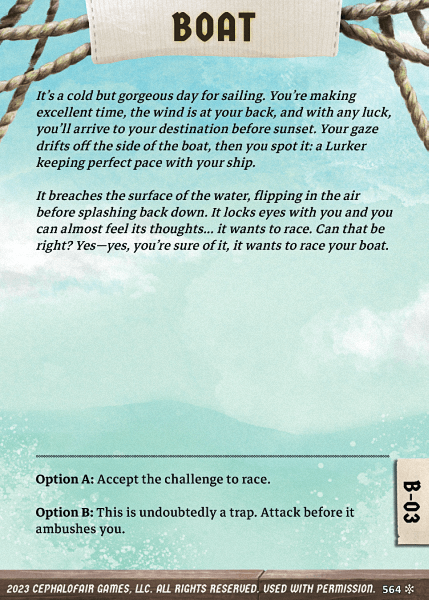 BOAT
It's a cold but gorgeous day for sailing. You're making
excellent time, the wind is at your back, and with any luck,
you'll arrive to your destination before sunset. Your gaze
drifts off the side of the boat, then you spot it: a Lurker
keeping perfect pace with your ship.
It breaches the surface of the water, flipping in the air
before splashing back down. It locks eyes with you and you
can almost feel its thoughts... it wants to race. Can that be
right? Yes—yes, you're sure of it, it wants to race your boat.
Option A: Accept the challenge to race.
Option B: This is undoubtedly a trap. Attack before it
ambushes you.
B-03
2023 CEPHALOFAIR GAMES, LLC. ALL RIGHTS RESERVED. USED WITH PERMISSION. 564